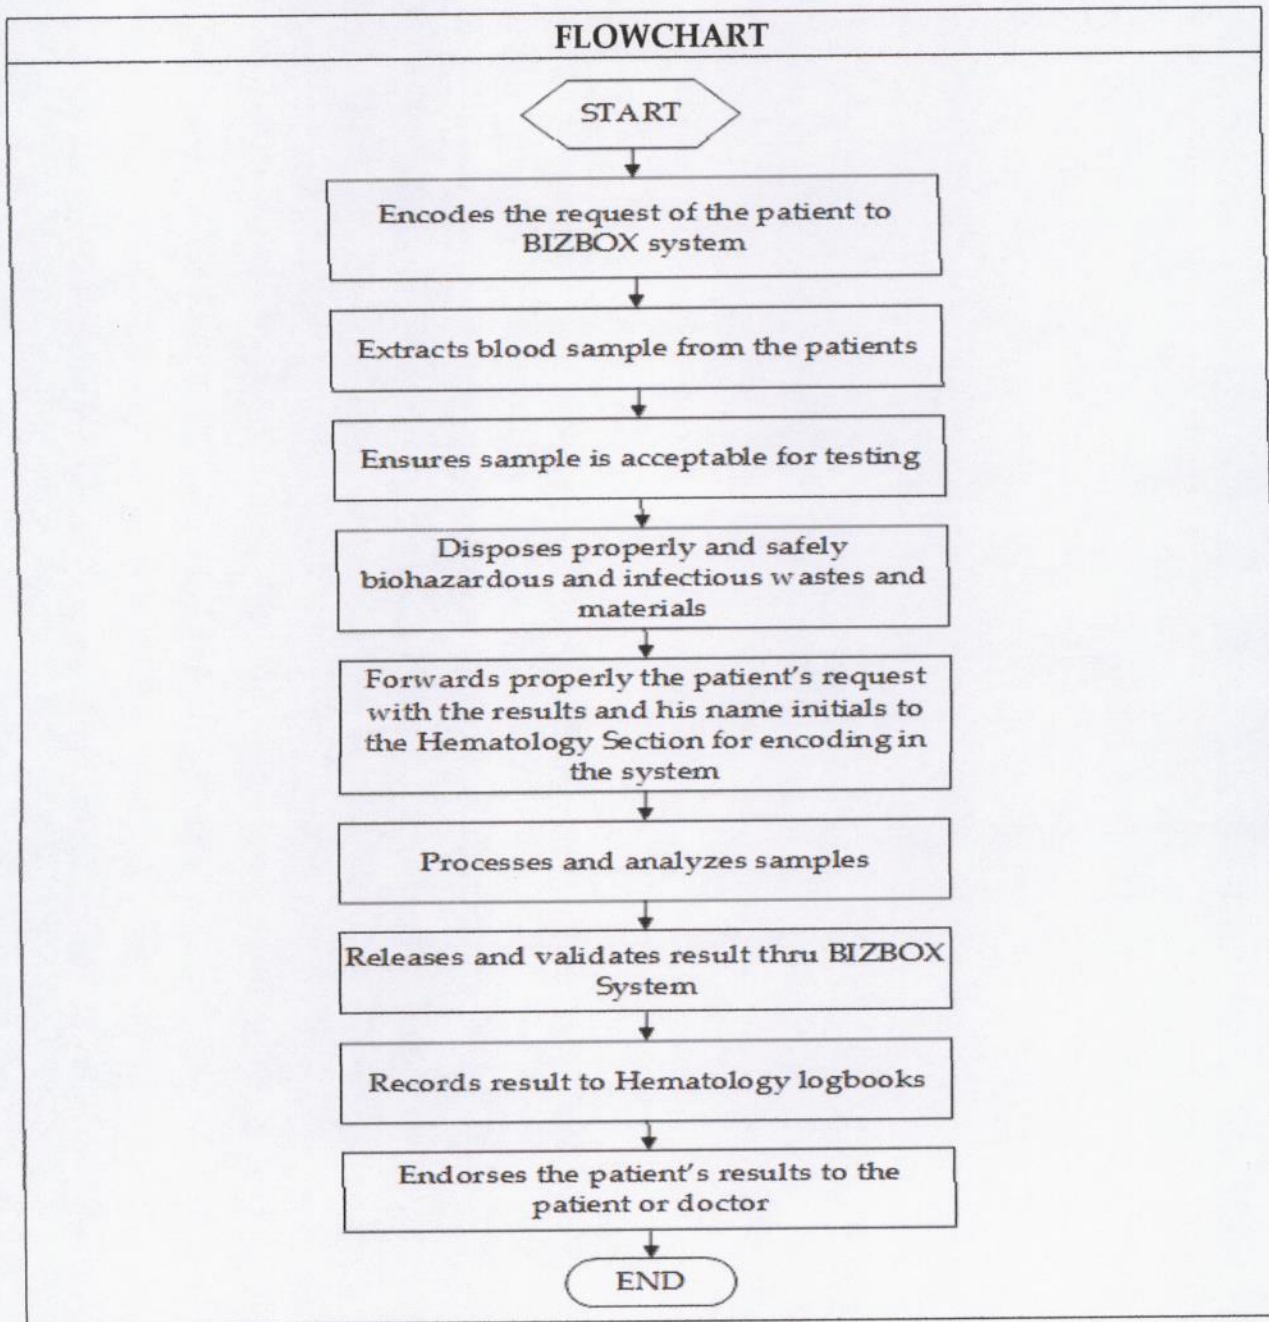 FLOWCHART
START
Encodes the request of the patient to
BIZBOX system
Extracts blood sample from the patients
Ensures sample is acceptable for testing
Disposes properly and safely
biohazardous and infectious wastes and
materials
Forwards properly the patient's request
with the results and his name initials to
the Hematology Section for encoding in
the system
Processes and analyzes samples
Releases and validates result thru BIZBOX
System
Records result to Hematology logbooks
Endorses the patient's results to the
patient or doctor
END